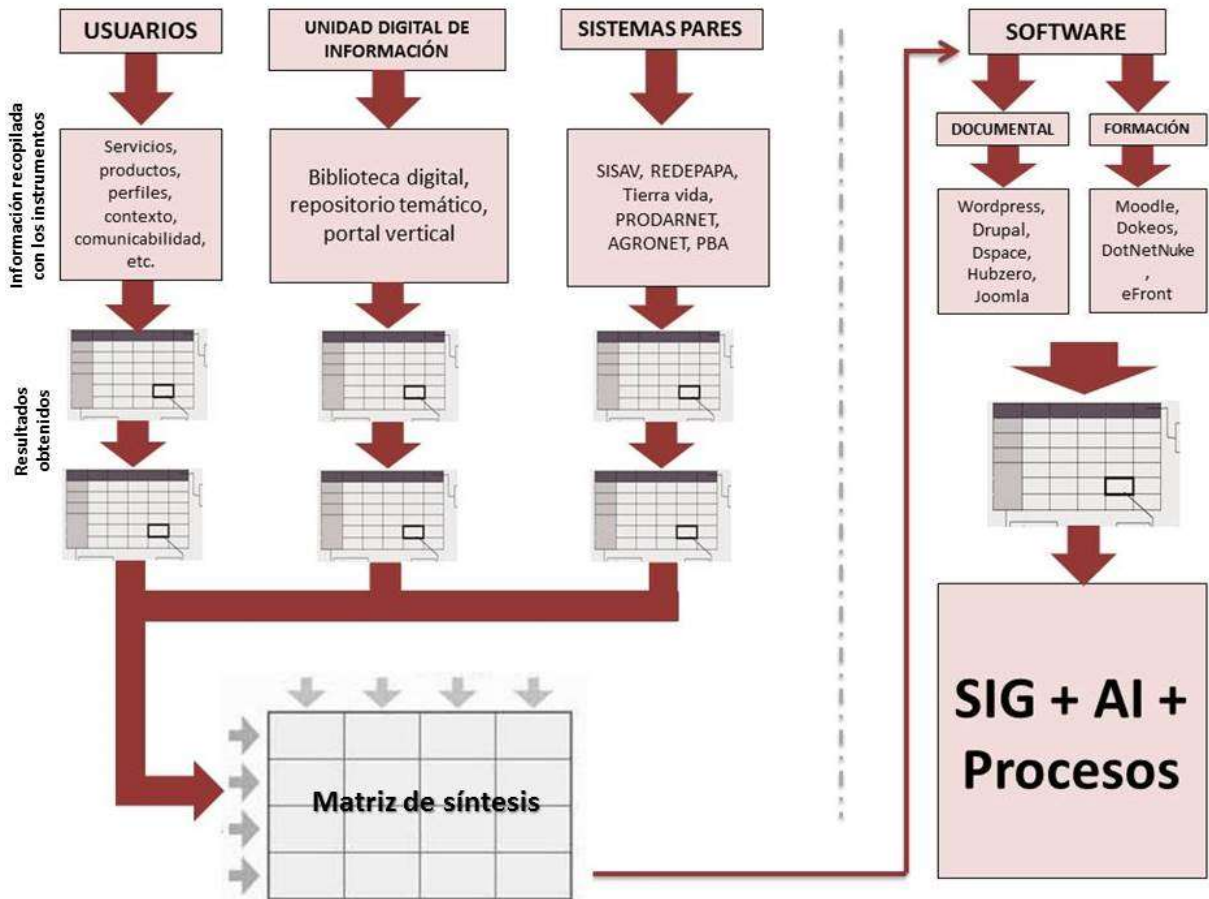 USUARIOS
UNIDAD DIGITAL DE
INFORMACIÓN
SISTEMAS PARES
SOFTWARE
Información recopilada
con los instrumentos
Servicios,
productos,
perfiles,
contexto,
comunicabilidad,
etc.
Biblioteca digital,
repositorio temático,
portal vertical
SISAV, REDEPAPA,
Tierra vida,
PRODARNET,
AGRONET, PBA
DOCUMENTAL
FORMACIÓN
Wordpress,
Drupal,
Dspace,
Hubzero,
Joomla
Moodle,
Dokeos,
DotNetNuke
,
eFront
Resultados
obtenidos
Matriz de síntesis
SIG + AI +
Procesos